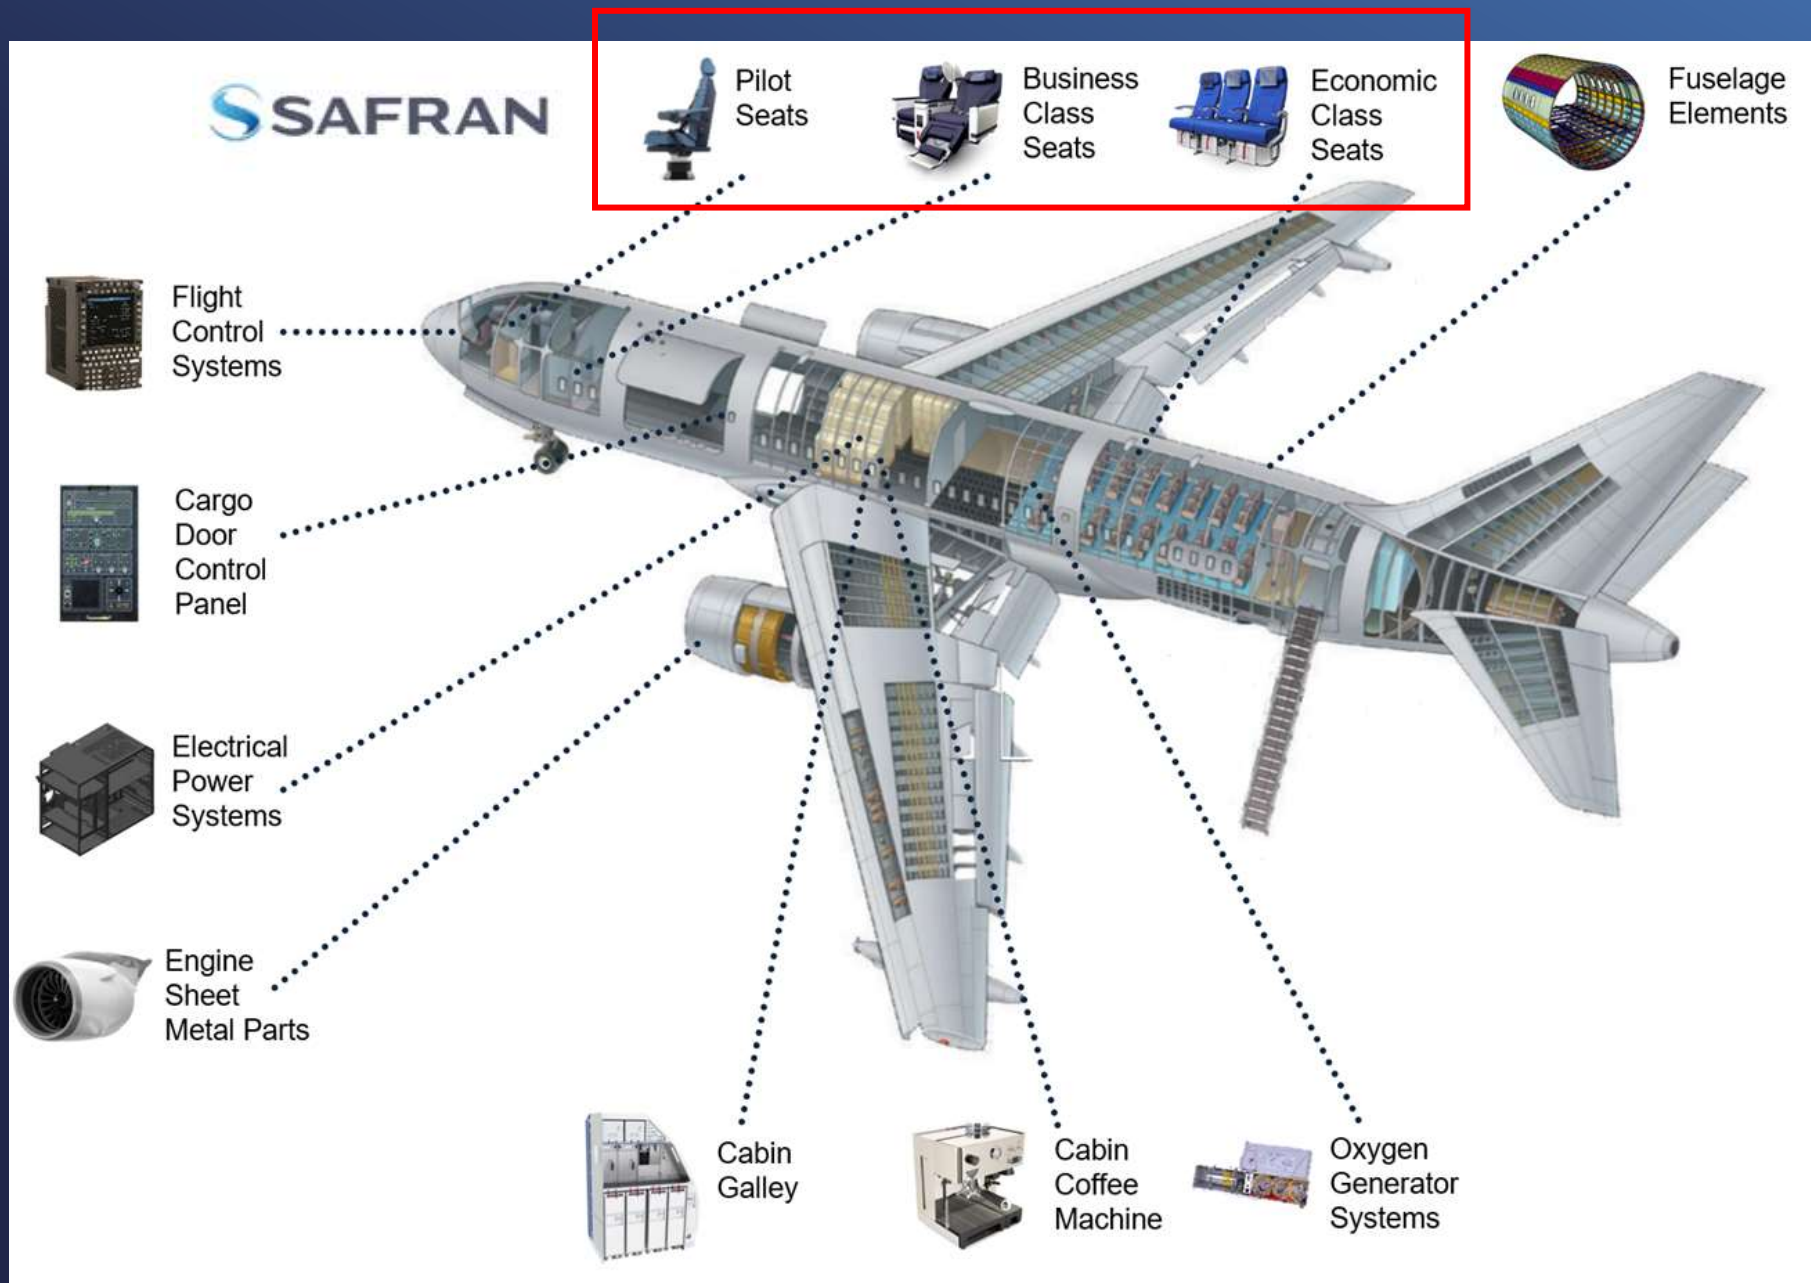 SAFRAN
Pilot
Seats
Business
Class
Seats
Economic
Class
Seats
Fuselage
Elements
Flight
Control
Systems
Cargo
Door
Control
Panel
Electrical
Power
Systems
Engine
Sheet
Metal Parts
Cabin
Galley
Cabin
Coffee
Machine
Oxygen
Generator
Systems